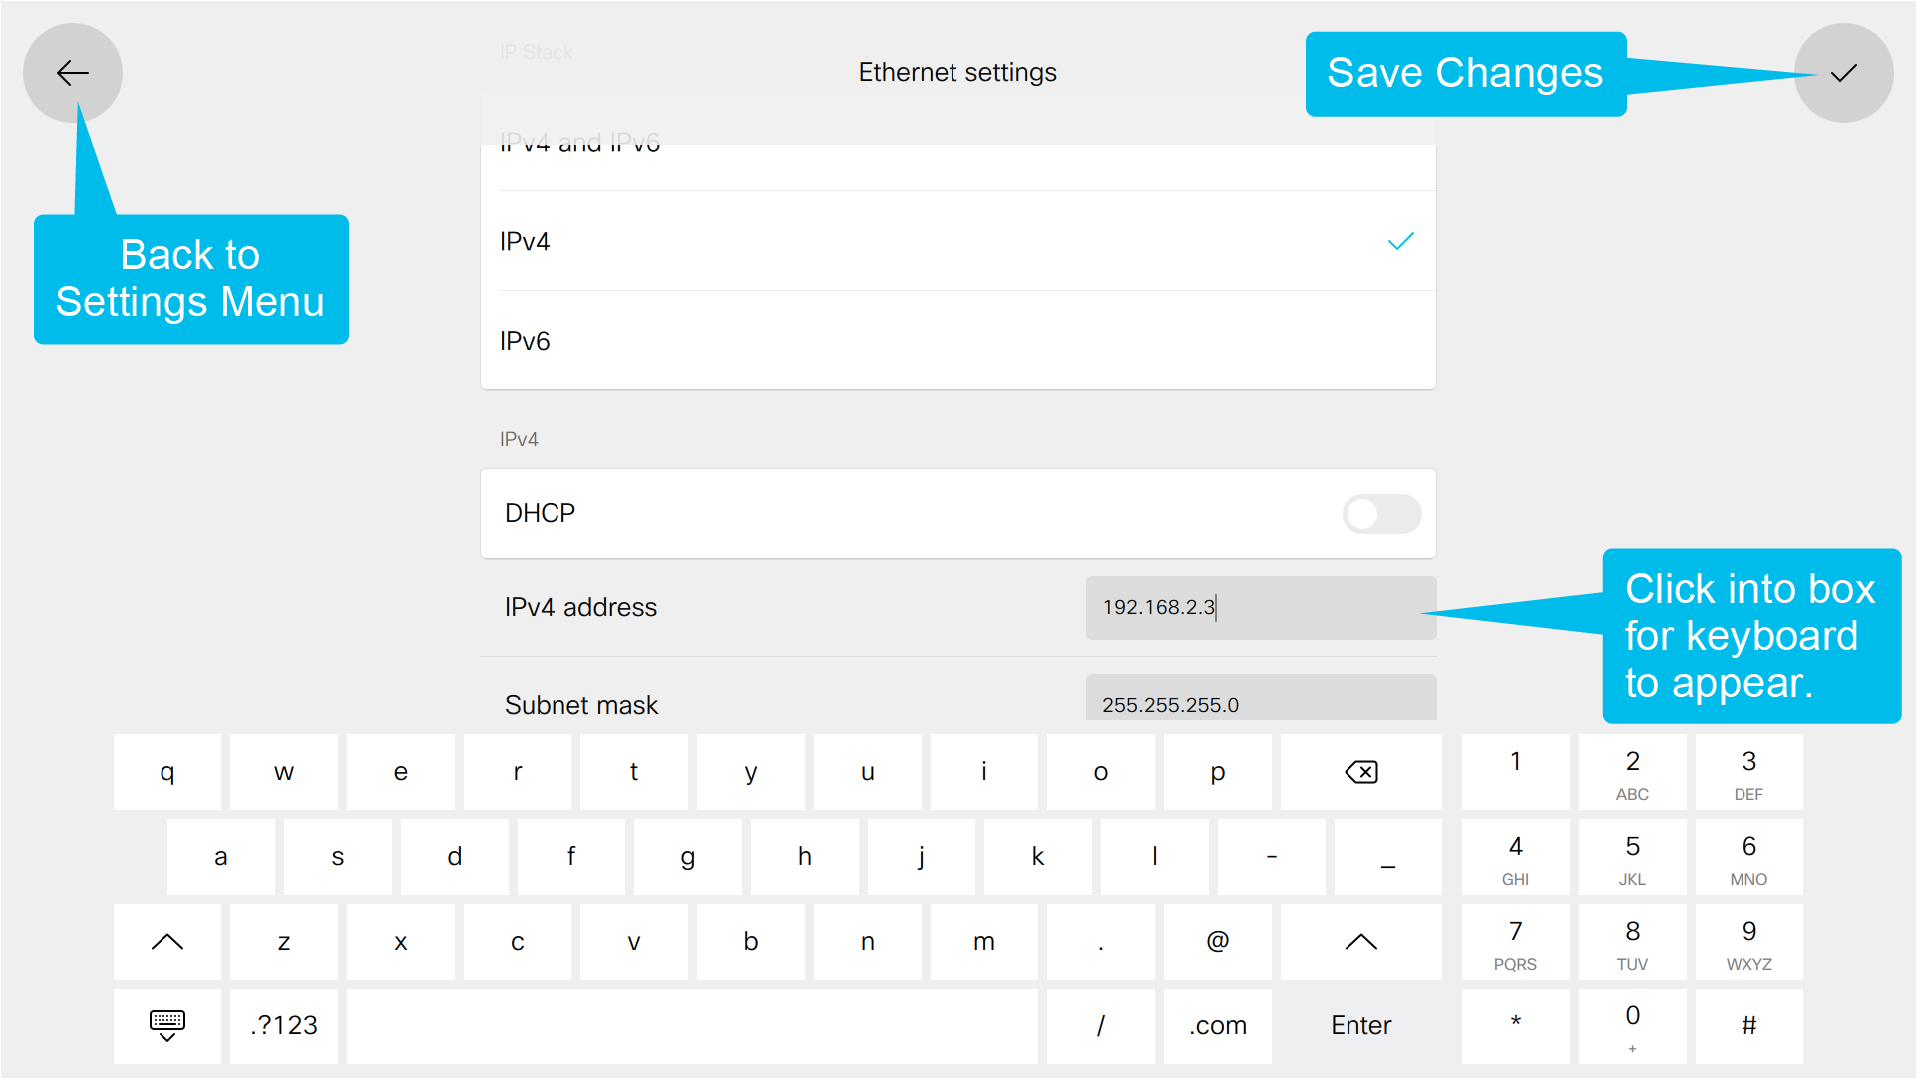 IP Stack
Ethernet settings
Save Changes
IPv4 and IPv6
IPv4
Back to
Settings Menu
IPv6
IPv4
DHCP
IPv4 address
192.168.2.3
Click into box
for keyboard
to appear.
Subnet mask
255.255.255.0
q w e r t y u i o p 1 2 3
ABC DEF
a s d f g h j k l - _ 4 5 6
GHI JKL MNO
z x c v b n m . @ 7 8 9
PQRS TUV WXYZ
.?123 / .com Enter * 0 #
+